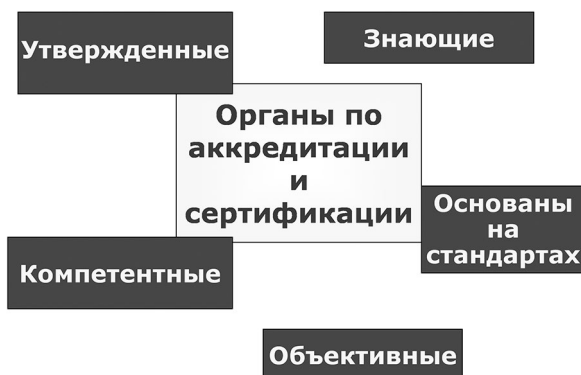 Утвержденные
Знающие
Органы по
аккредитации
и
сертификации
Основаны
на
стандартах
Компетентные
Объективные